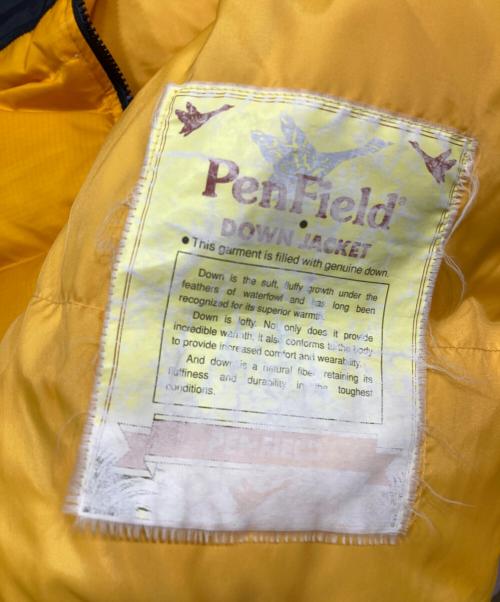 PenField®
DOWN JACKET
• This garment is filled with genuine down.
Down is the soft, fluffy growth under the
feathers of waterfowl and has long been
recognized for its superior warmth.
Down is lofty. Not only does it provide
incredible warmth, it also conforms to the body
to provide increased comfort and wearability.
And down is a natural fiber retaining its
fluffiness and durability in the toughest
conditions.
PENFIELD